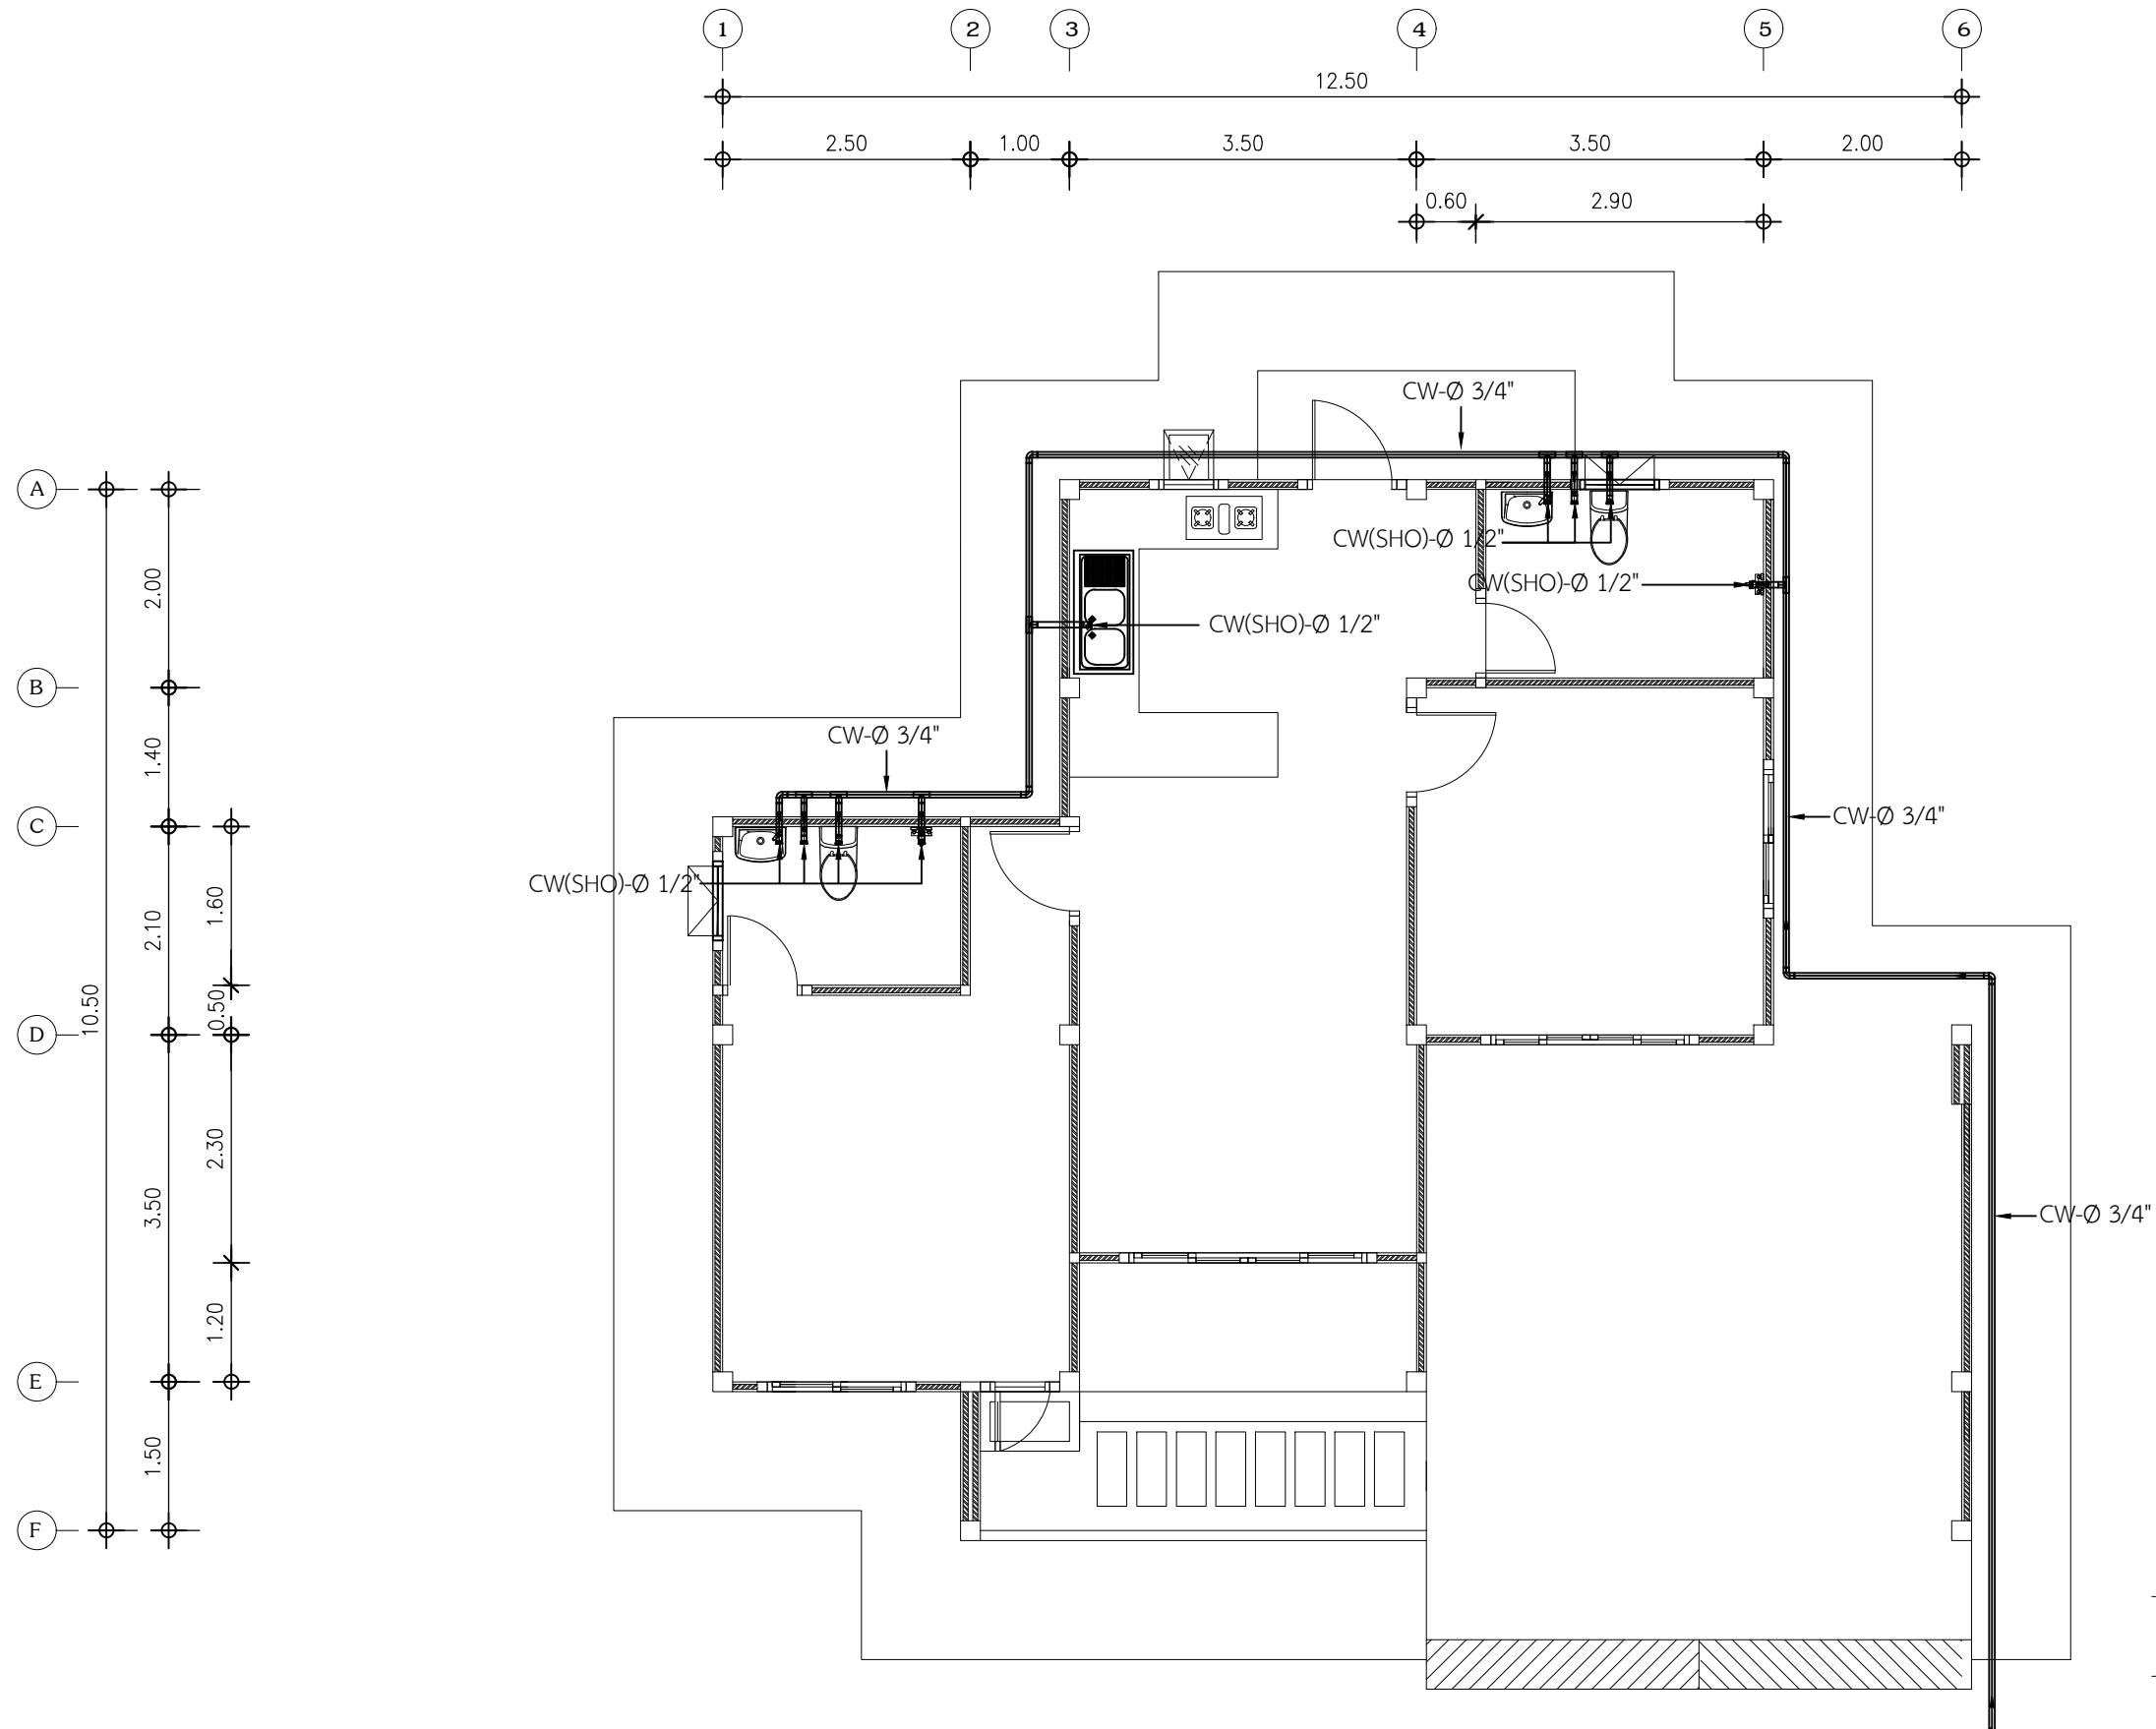 1 2 3 4 5 6
12.50
2.50 1.00 3.50 3.50 2.00
0.60 2.90
CW-Ø 3/4"
A
CW(SHO)-Ø 1/2"
CW(SHO)-Ø 1/2"
2.00
CW(SHO)-Ø 1/2"
B
CW-Ø 3/4"
1.40
CW-Ø 3/4"
C
CW(SHO)-Ø 1/2"
1.60
2.10
10.50
0.50
D
2.30
3.50
CW-Ø 3/4"
1.20
E
1.50
F